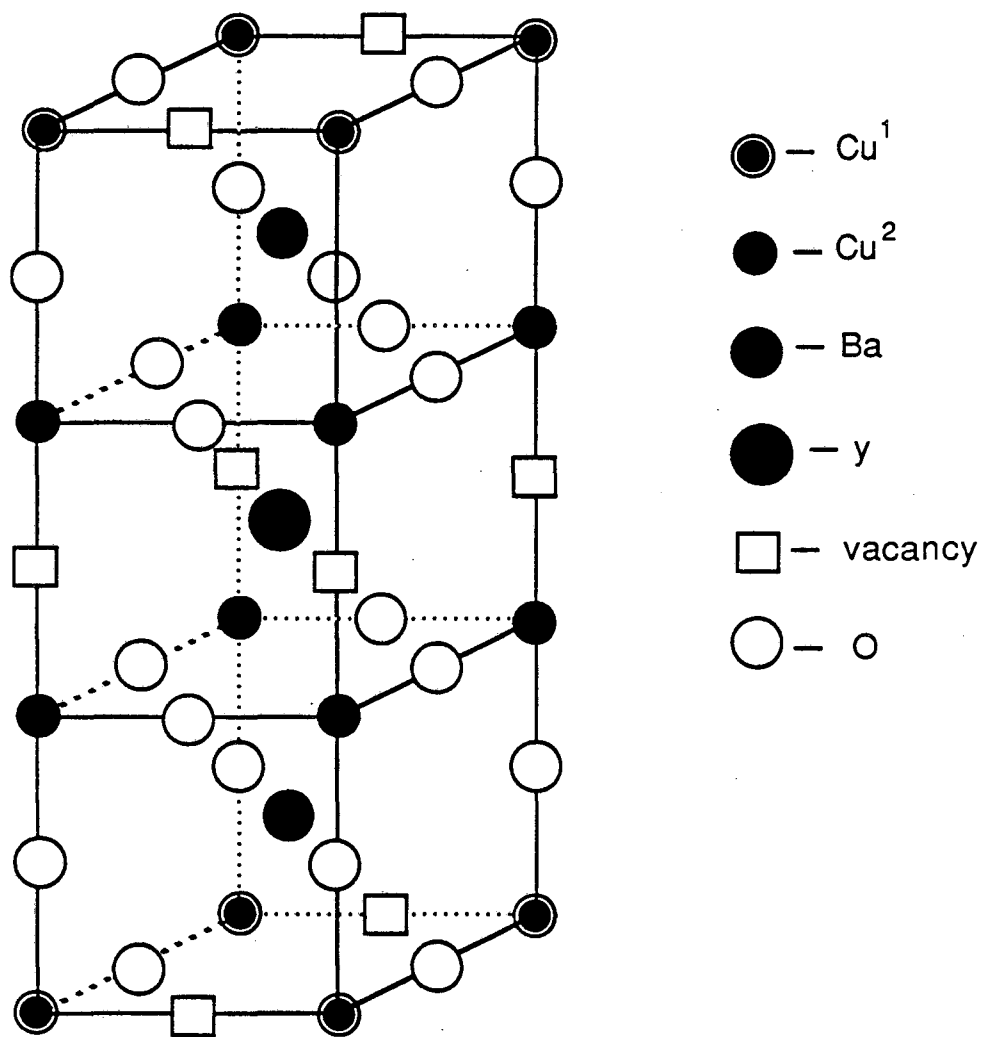 — Cu¹
— Cu²
— Ba
— y
— vacancy
— O